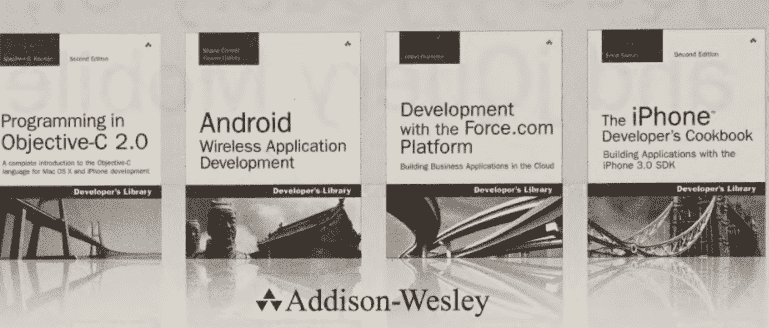 Stephen G. Kochan
Second Edition
Programming in
Objective-C 2.0
A complete introduction to the Objective-C
language for Mac OS X and iPhone development
Developer's Library
Android
Wireless Application
Development
Developer's Library
Development
with the Force.com
Platform
Building Business Applications in the Cloud
Developer's Library
Second Edition
The iPhone™
Developer's Cookbook
Building Applications with the
iPhone 3.0 SDK
Developer's Library
Addison-Wesley